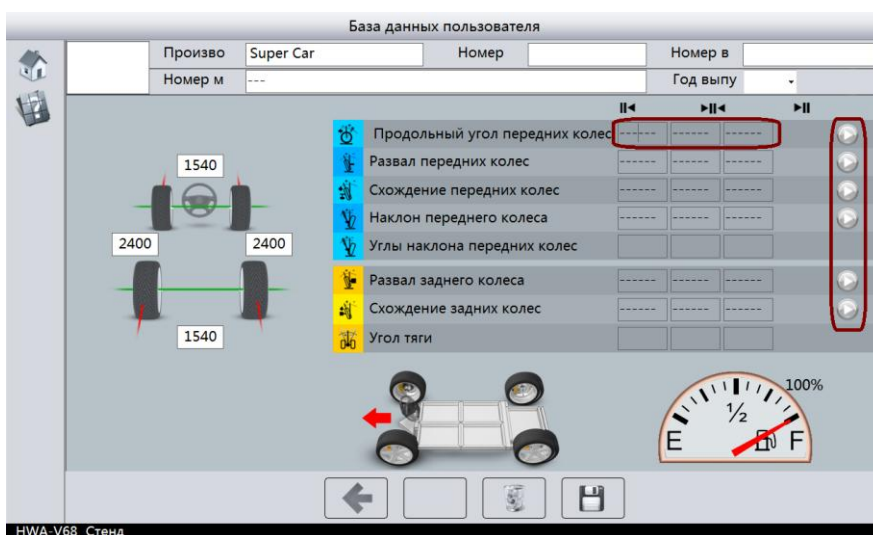 База данных пользователя
Произво Super Car Номер Номер в
Номер м --- Год выпу
Продольный угол передних колес ------ ------ ------
Развал передних колес ------ ------ ------
Схождение передних колес ------ ------ ------
Наклон переднего колеса ------ ------ ------
Углы наклона передних колес
Развал заднего колеса ------ ------ ------
Схождение задних колес ------ ------ ------
Угол тяги
1540
2400 2400
1540
100%
1/2
E F
HWA-V68 Стенд